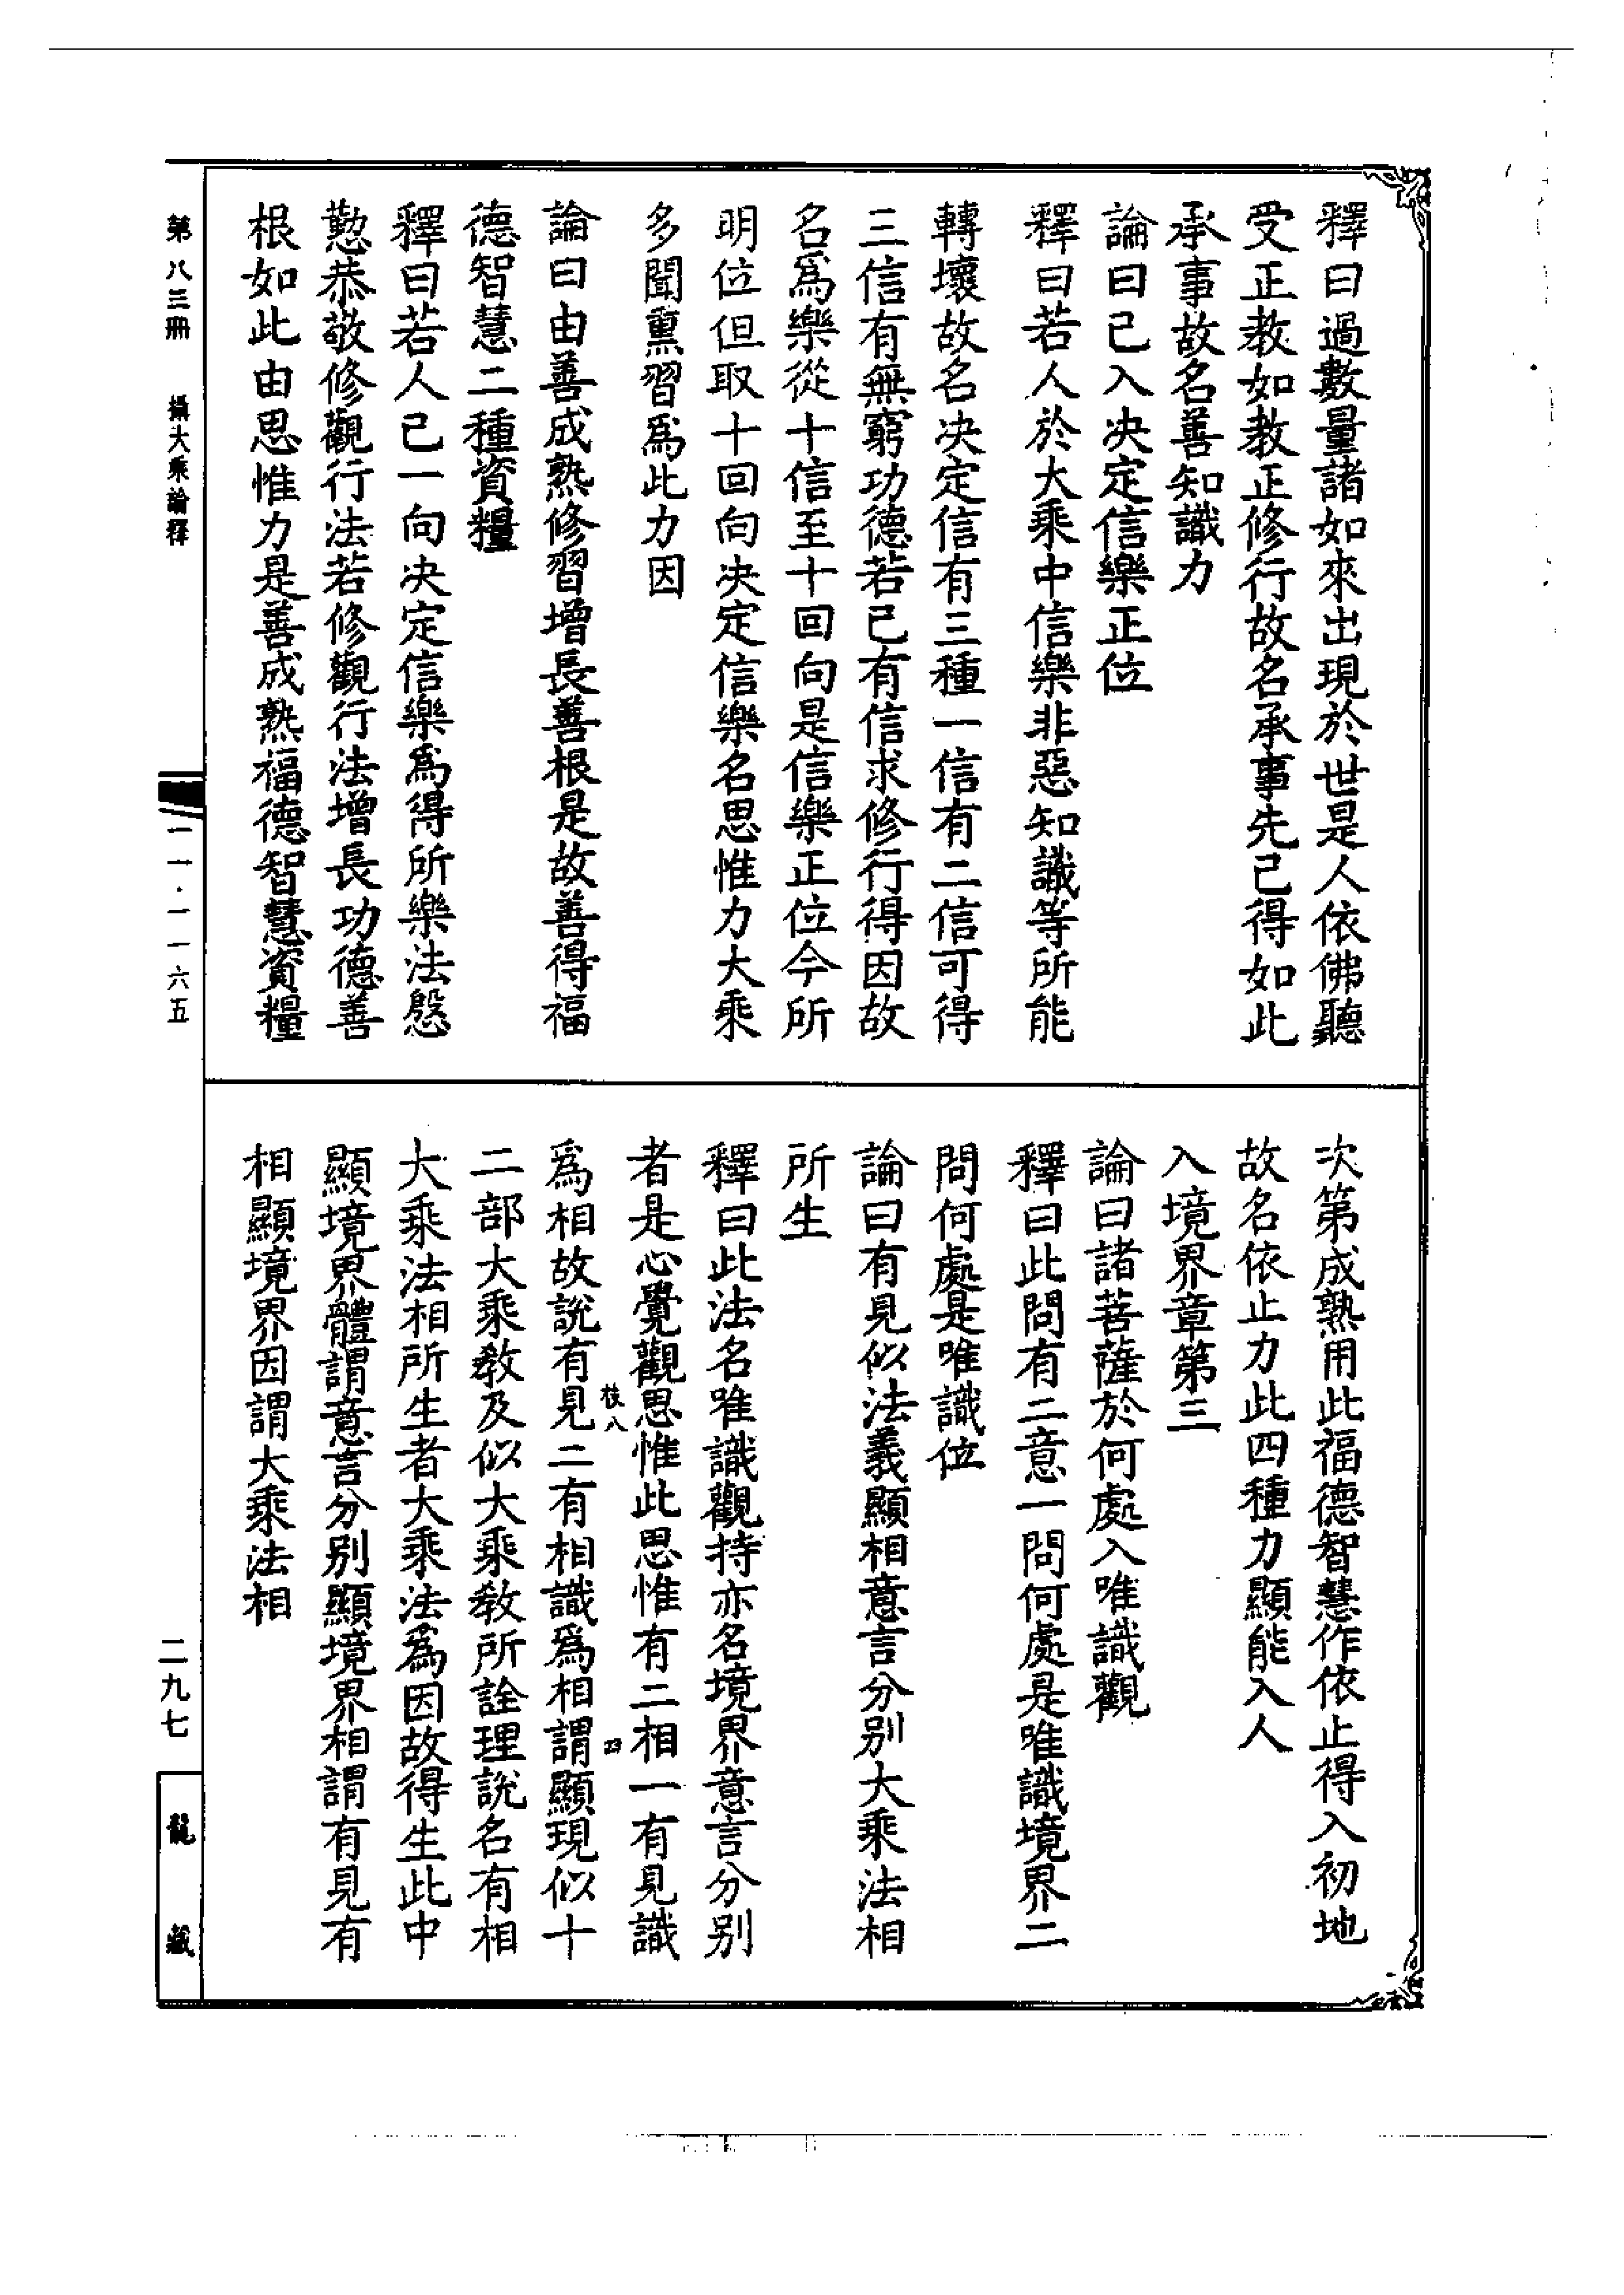 釋曰過數量諸如來出現於世是人依佛聽
受正教如教正修行故名承事先已得如此
承事故名善知識力
論曰已入决定信樂正位
釋曰若人於大乘中信樂非惡知識等所能
轉壞故名决定信有三種一信有二信可得
三信有無窮功德若已有信求修行得因故
名爲樂從十信至十回向是信樂正位今所
明位但取十回向决定信樂名思惟力大乘
多聞熏習爲此力因
論曰由善成熟修習增長善根是故善得福
德智慧二種資糧
釋曰若人已一向决定信樂爲得所樂法慇
懃恭敬修觀行法若修觀行法增長功德善
根如此由思惟力是善成熟福德智慧資糧
次第成熟用此福德智慧作依止得入初地
故名依止力此四種力顯能入人
入境界章第三
論曰諸菩薩於何處入唯識觀
釋曰此問有二意一問何處是唯識境界二
問何處是唯識位
論曰有見似法義顯相意言分别大乘法相
所生
釋曰此法名唯識觀持亦名境界意言分别
者是心覺觀思惟此思惟有二相一有見識
枝八
四
爲相故說有見二有相識爲相謂顯現似十
二部大乘教及似大乘教所詮理說名有相
大乘法相所生者大乘法爲因故得生此中
顯境界體謂意言分别顯境界相謂有見有
相顯境界因謂大乘法相
第八三冊 攝大乘論釋
一一·一一六五
二九七
龍藏